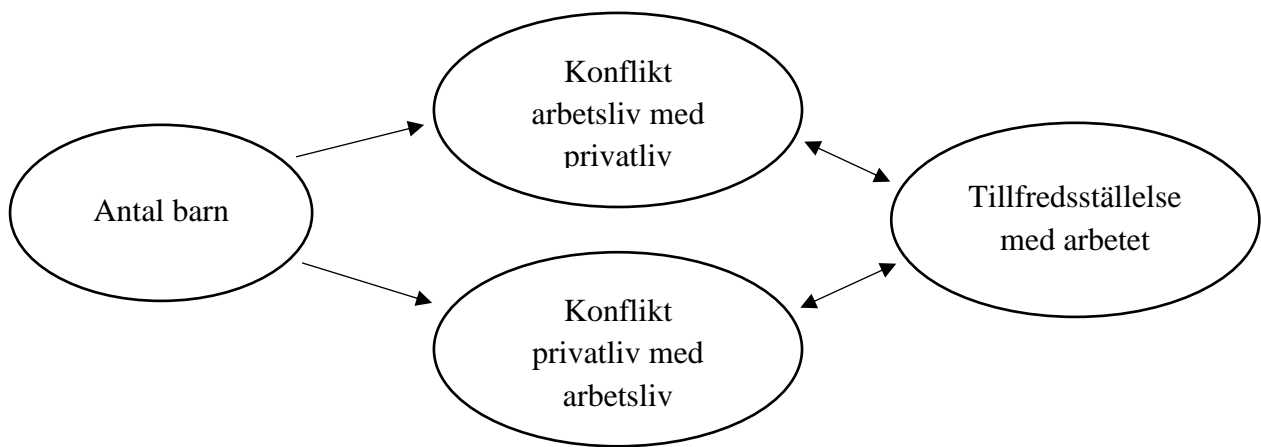 Konflikt
arbetsliv med
privatliv
Antal barn
Tillfredsställelse
med arbetet
Konflikt
privatliv med
arbetsliv